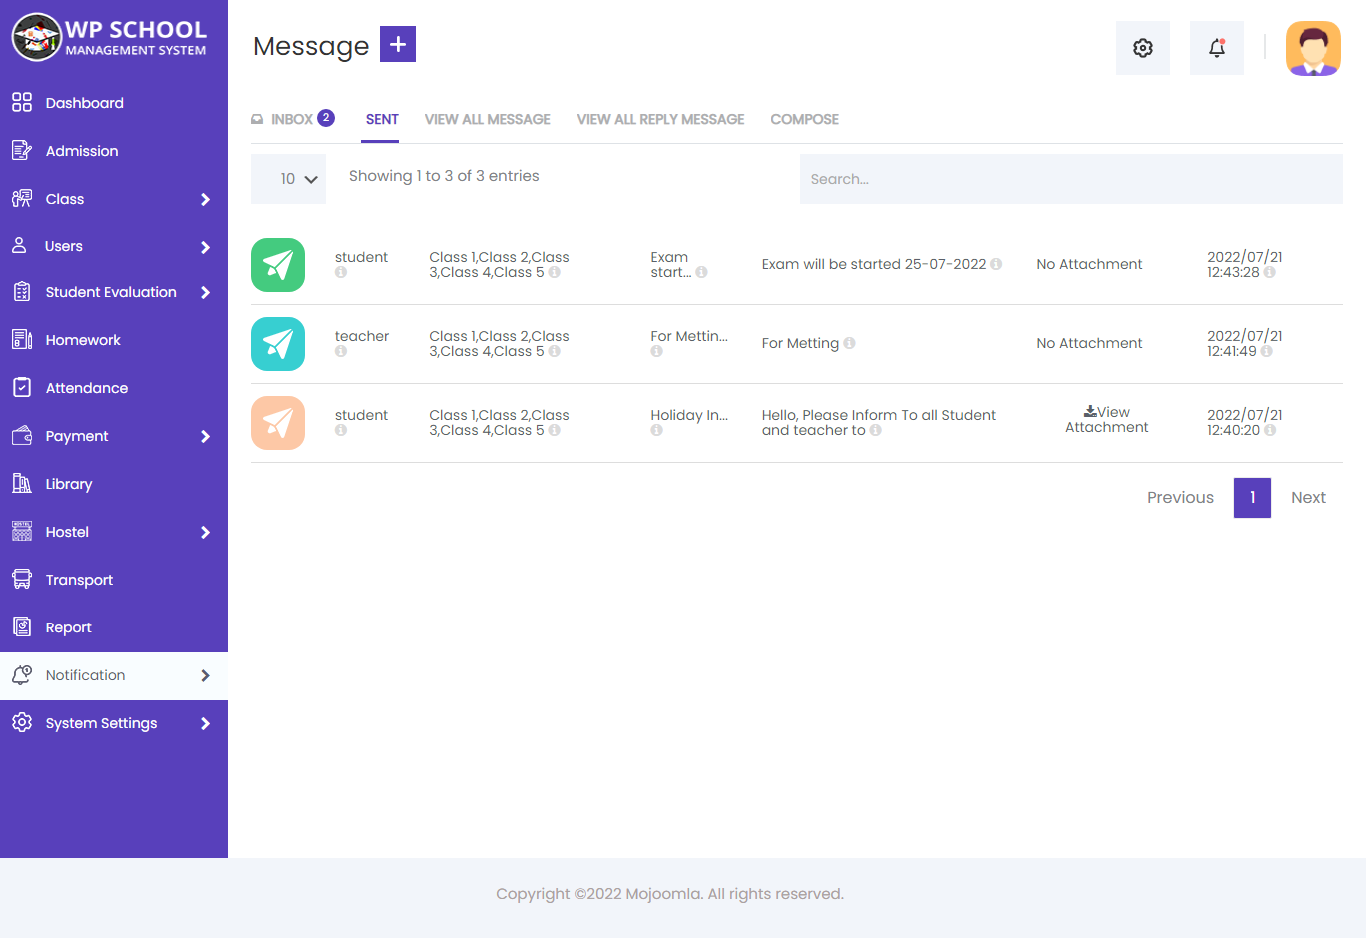 WP SCHOOL
MANAGEMENT SYSTEM
Dashboard
Admission
Class
Users
Student Evaluation
Homework
Attendance
Payment
Library
Hostel
Transport
Report
Notification
System Settings
Message
INBOX 2 SENT VIEW ALL MESSAGE VIEW ALL REPLY MESSAGE COMPOSE
10 Showing 1 to 3 of 3 entries Search...
student
Class 1,Class 2,Class
3,Class 4,Class 5
Exam
start...
Exam will be started 25-07-2022
No Attachment
2022/07/21
12:43:28
teacher
Class 1,Class 2,Class
3,Class 4,Class 5
For Mettin...
For Metting
No Attachment
2022/07/21
12:41:49
student
Class 1,Class 2,Class
3,Class 4,Class 5
Holiday In...
Hello, Please Inform To all Student
and teacher to
View
Attachment
2022/07/21
12:40:20
Previous 1 Next
Copyright ©2022 Mojoomla. All rights reserved.